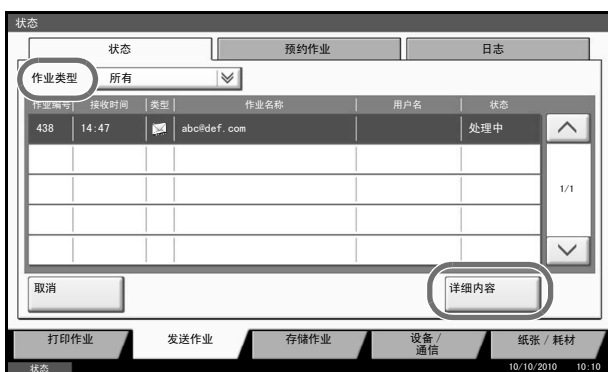 状态
状态 预约作业 日志
作业类型 所有
作业编号 接收时间 类型 作业名称 用户名 状态
438 14:47 abc@def.com 处理中
1/1
取消 详细内容
打印作业 发送作业 存储作业 设备 / 通信 纸张 / 耗材
状态 10/10/2010 10:10